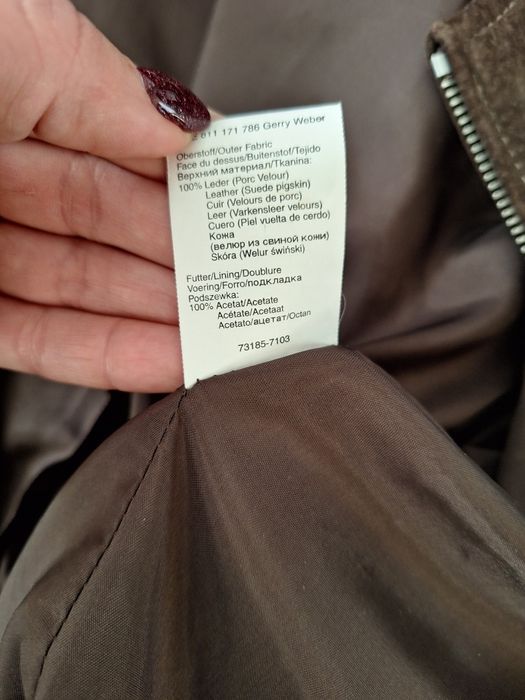 2 011 171 786 Gerry Weber
Oberstoff/Outer Fabric
Face du dessus/Buitenstof/Tejido
Верхний материал/Tkanina:
100% Leder (Porc Velour)
Leather (Suede pigskin)
Cuir (Velours de porc)
Leer (Varkensleer velours)
Cuero (Piel vuelta de cerdo)
Кожа
(велюр из свиной кожи)
Skóra (Welur świński)
Futter/Lining/Doublure
Voering/Forro/подкладка
Podszewka:
100% Acetat/Acetate
Acétate/Acetaat
Acetato/ацетат/Octan
73185-7103